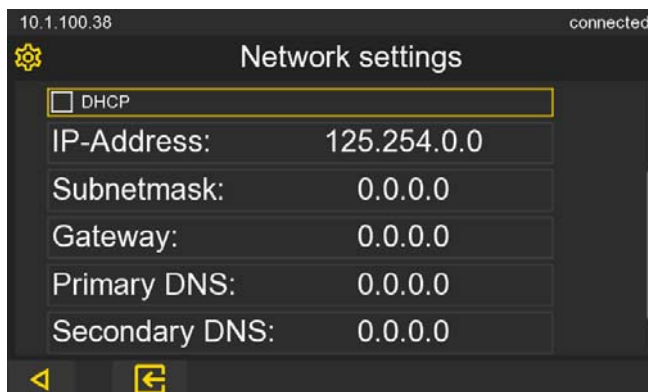 10.1.100.38 connected
Network settings
DHCP
IP-Address: 125.254.0.0
Subnetmask: 0.0.0.0
Gateway: 0.0.0.0
Primary DNS: 0.0.0.0
Secondary DNS: 0.0.0.0